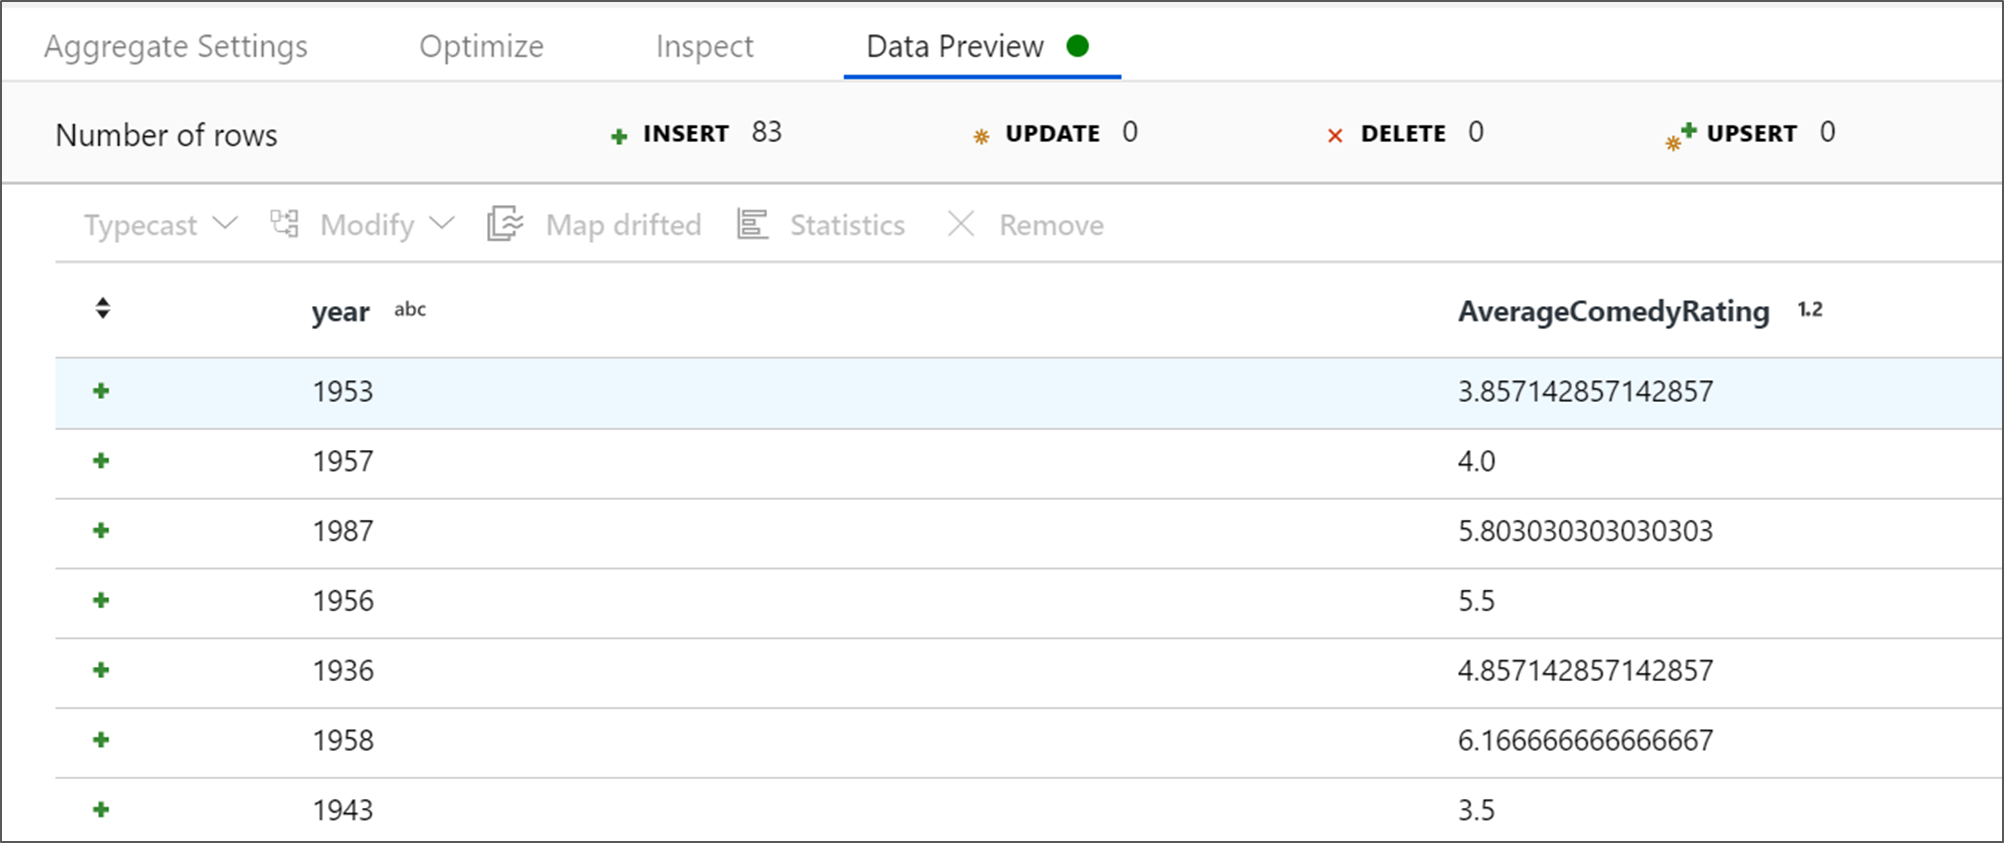 Aggregate Settings Optimize Inspect Data Preview
Number of rows INSERT 83 UPDATE 0 DELETE 0 UPSERT 0
Typecast Modify Map drifted Statistics Remove
year abc AverageComedyRating 1.2
1953 3.857142857142857
1957 4.0
1987 5.803030303030303
1956 5.5
1936 4.857142857142857
1958 6.166666666666667
1943 3.5